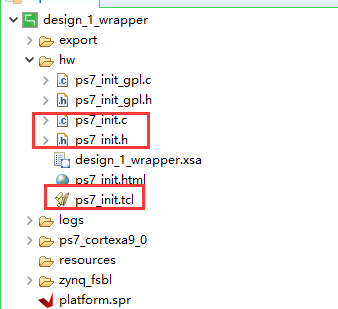 design_1_wrapper
export
hw
ps7_init_gpl.c
ps7_init_gpl.h
ps7_init.c
ps7_init.h
design_1_wrapper.xsa
ps7_init.html
ps7_init.tcl
logs
ps7_cortexa9_0
resources
zynq_fsbl
platform.spr